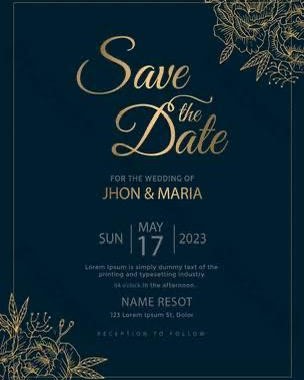 Save
the
Date
FOR THE WEDDING OF
JHON & MARIA
MAY
SUN 17 2023
Lorem Ipsum is simply dummy text of the
printing and typesetting industry
in the afternoon.
NAME RESOT
123 Lorem Ipsum St, Dolor
RECEPTION TO FOLLOW